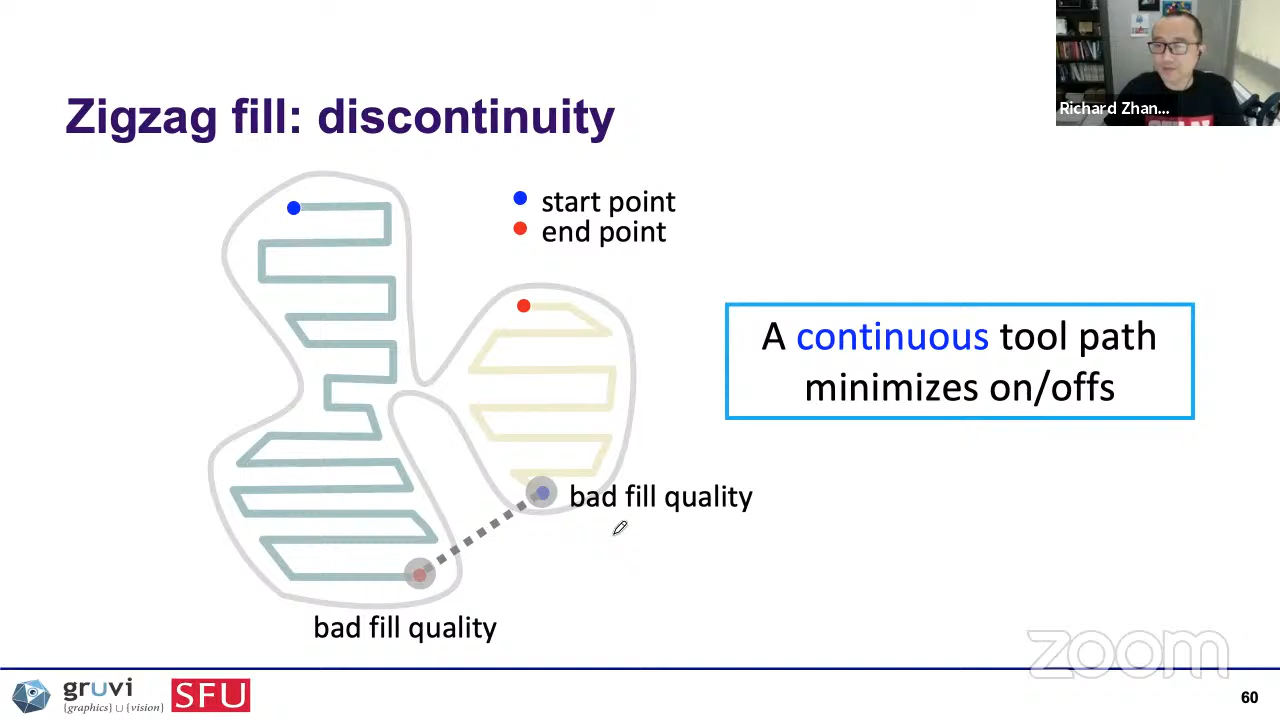 Richard Zhan...
Zigzag fill: discontinuity
start point
end point
A continuous tool path
minimizes on/offs
bad fill quality
bad fill quality
zoom
gruvi
{graphics} ∪ {vision}
SFU
60